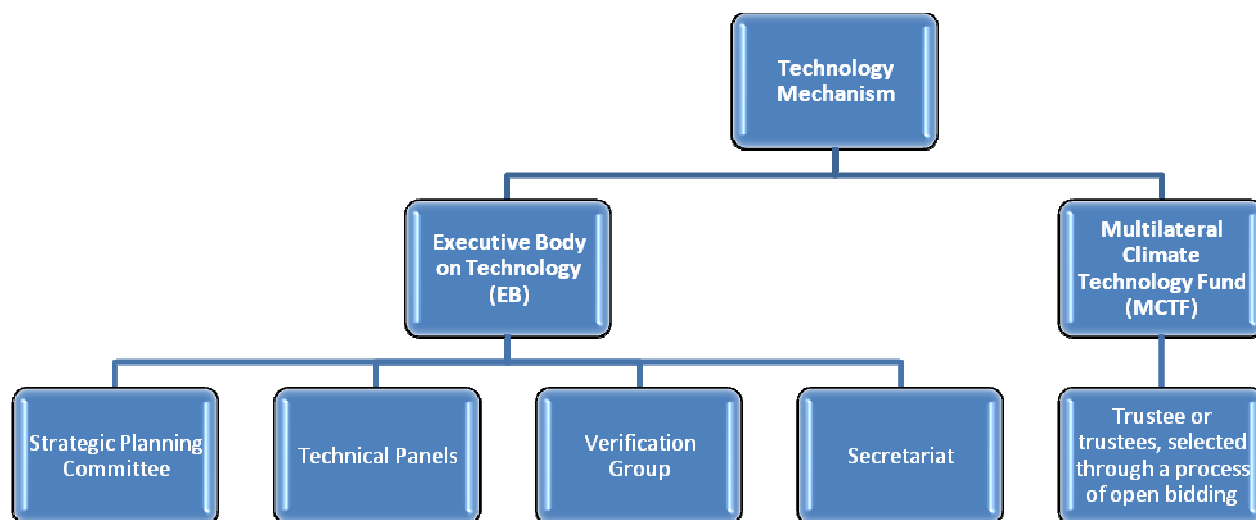 Technology
Mechanism
Executive Body
on Technology
(EB)
Multilateral
Climate
Technology Fund
(MCTF)
Strategic Planning
Committee
Technical Panels
Verification
Group
Secretariat
Trustee or
trustees, selected
through a process
of open bidding